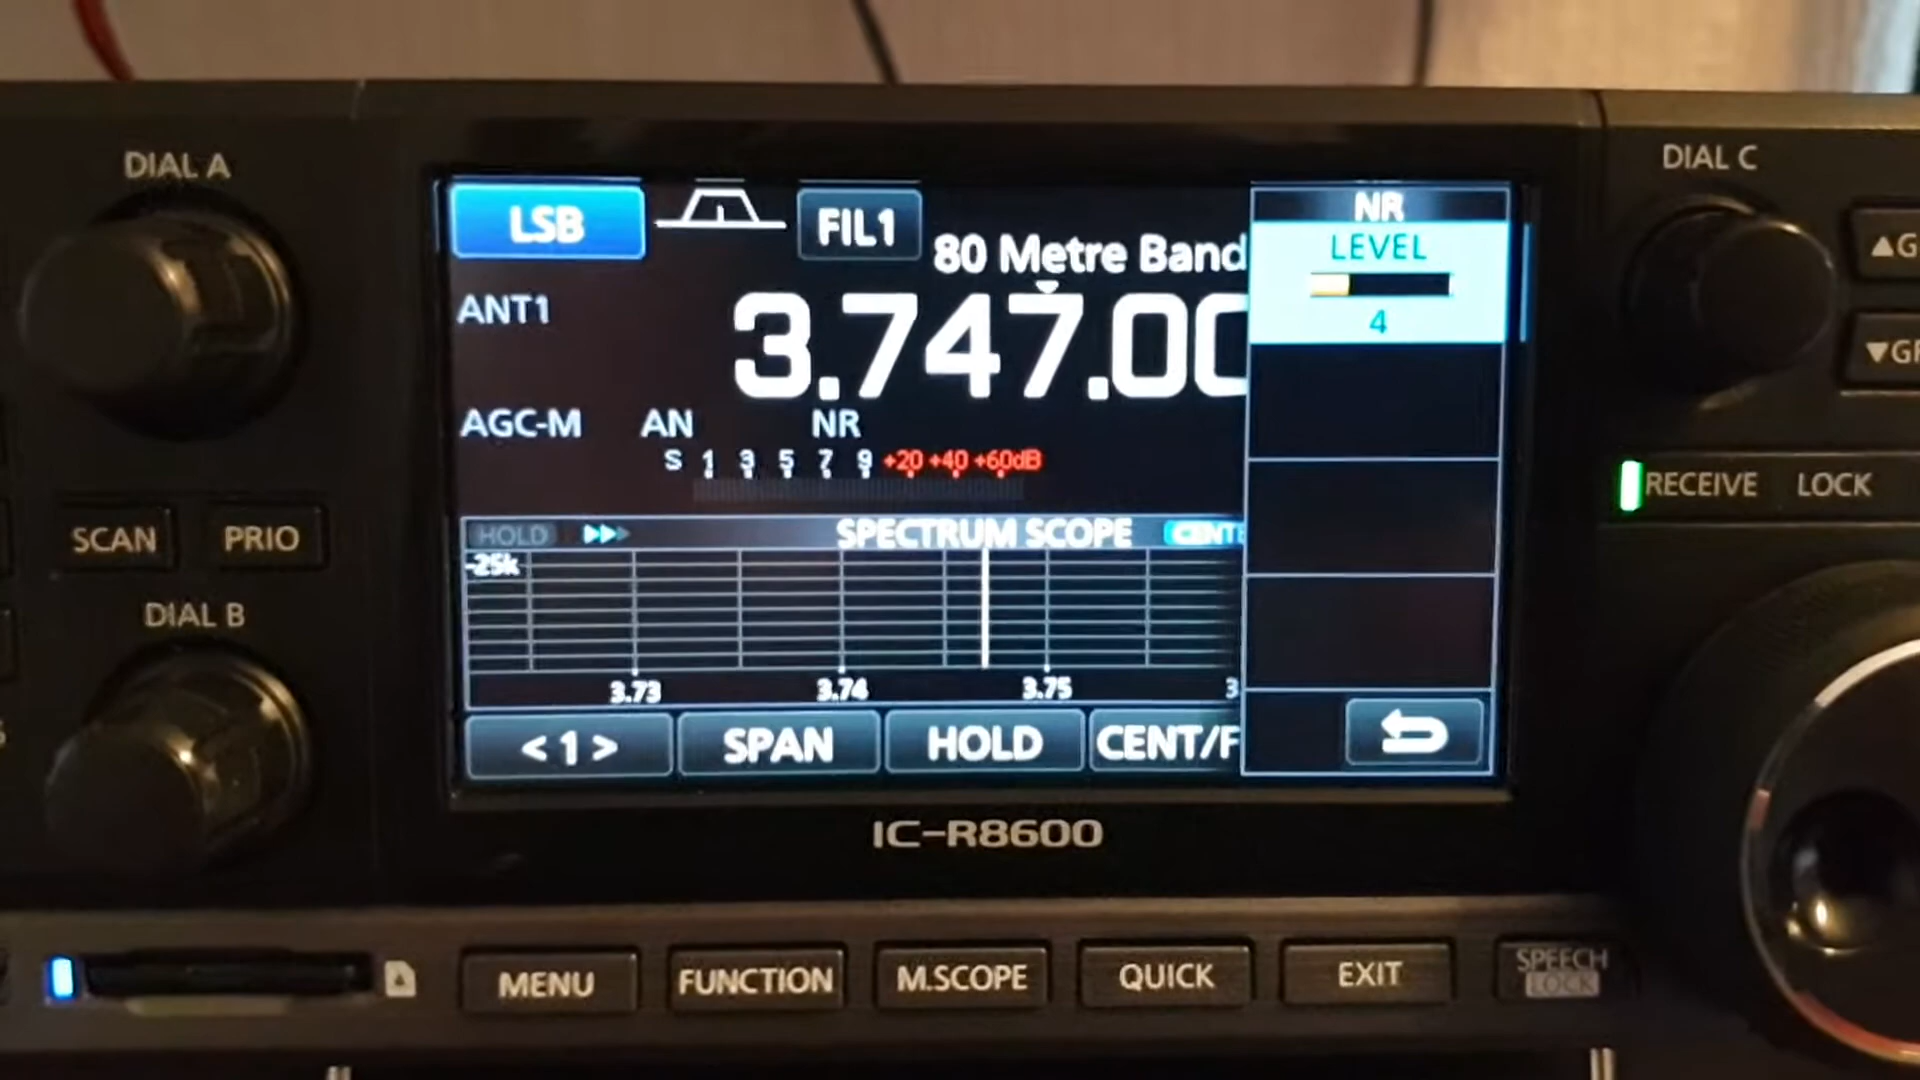 DIAL A
DIAL C
LSB
FIL1
NR
80 Metre Band
LEVEL
ANT1
3.747.00
4
AGC-M
AN
NR
S 1 3 5 7 9 +20 +40 +60dB
RECEIVE
LOCK
SCAN
PRIO
HOLD
SPECTRUM SCOPE
CENT
-25k
DIAL B
3.73
3.74
3.75
3
< 1 >
SPAN
HOLD
CENT/F
IC-R8600
MENU
FUNCTION
M.SCOPE
QUICK
EXIT
SPEECH
LOCK